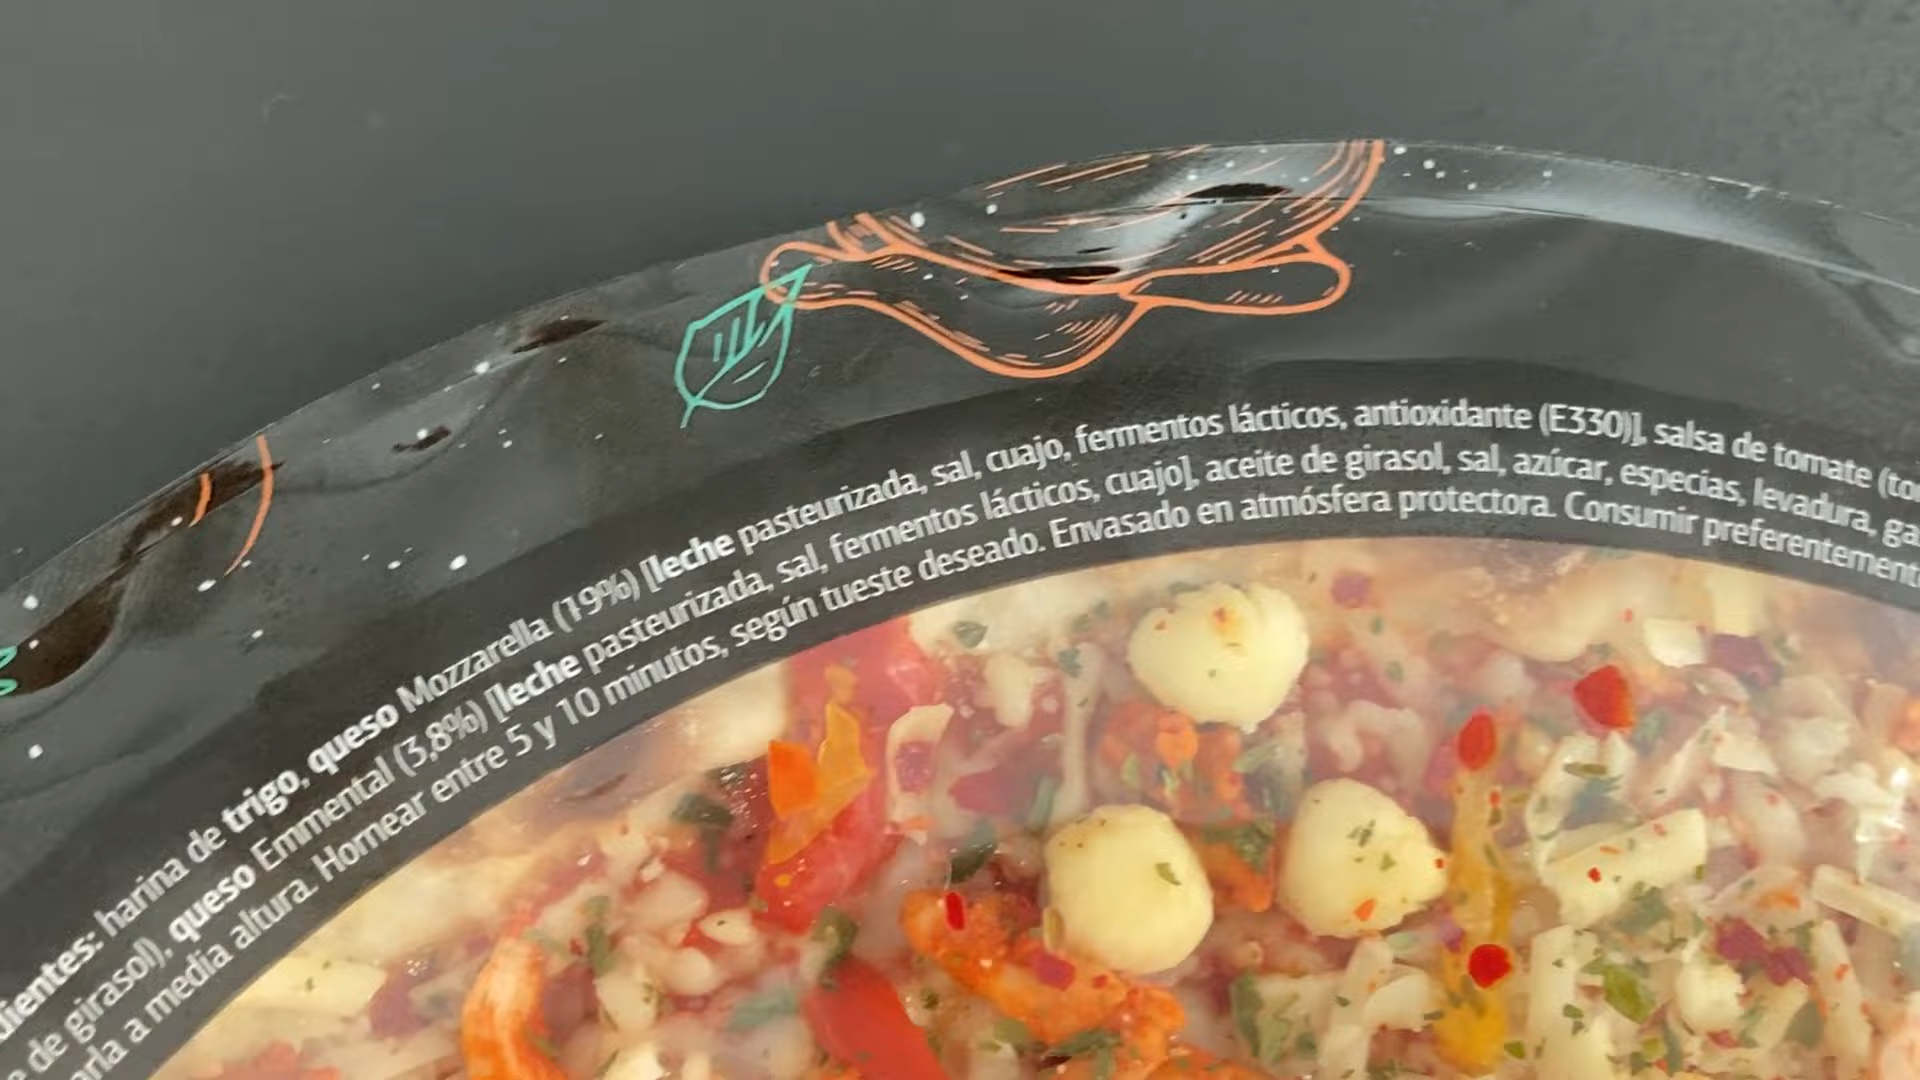 dientes: harina de trigo, queso Mozzarella (19%) [leche pasteurizada, sal, cuajo, fermentos lácticos, antioxidante (E330)], salsa de tomate (to
de girasol), queso Emmental (3,8%) [leche pasteurizada, sal, fermentos lácticos, cuajo], aceite de girasol, sal, azúcar, especias, levadura, ga
arla a media altura. Hornear entre 5 y 10 minutos, según tueste deseado. Envasado en atmósfera protectora. Consumir preferentement